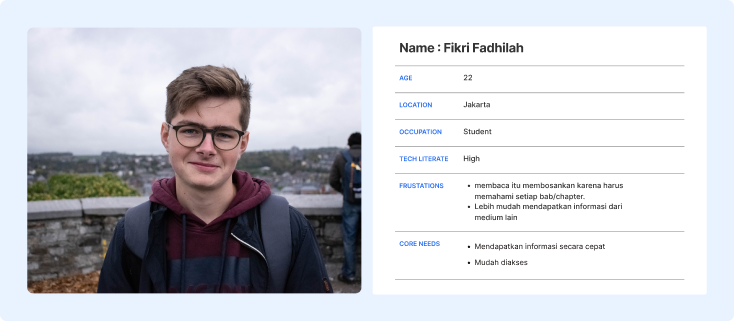 Name : Fikri Fadhilah
AGE 22
LOCATION Jakarta
OCCUPATION Student
TECH LITERATE High
FRUSTATIONS • membaca itu membosankan karena harus
memahami setiap bab/chapter.
• Lebih mudah mendapatkan informasi dari
medium lain
CORE NEEDS • Mendapatkan informasi secara cepat
• Mudah diakses